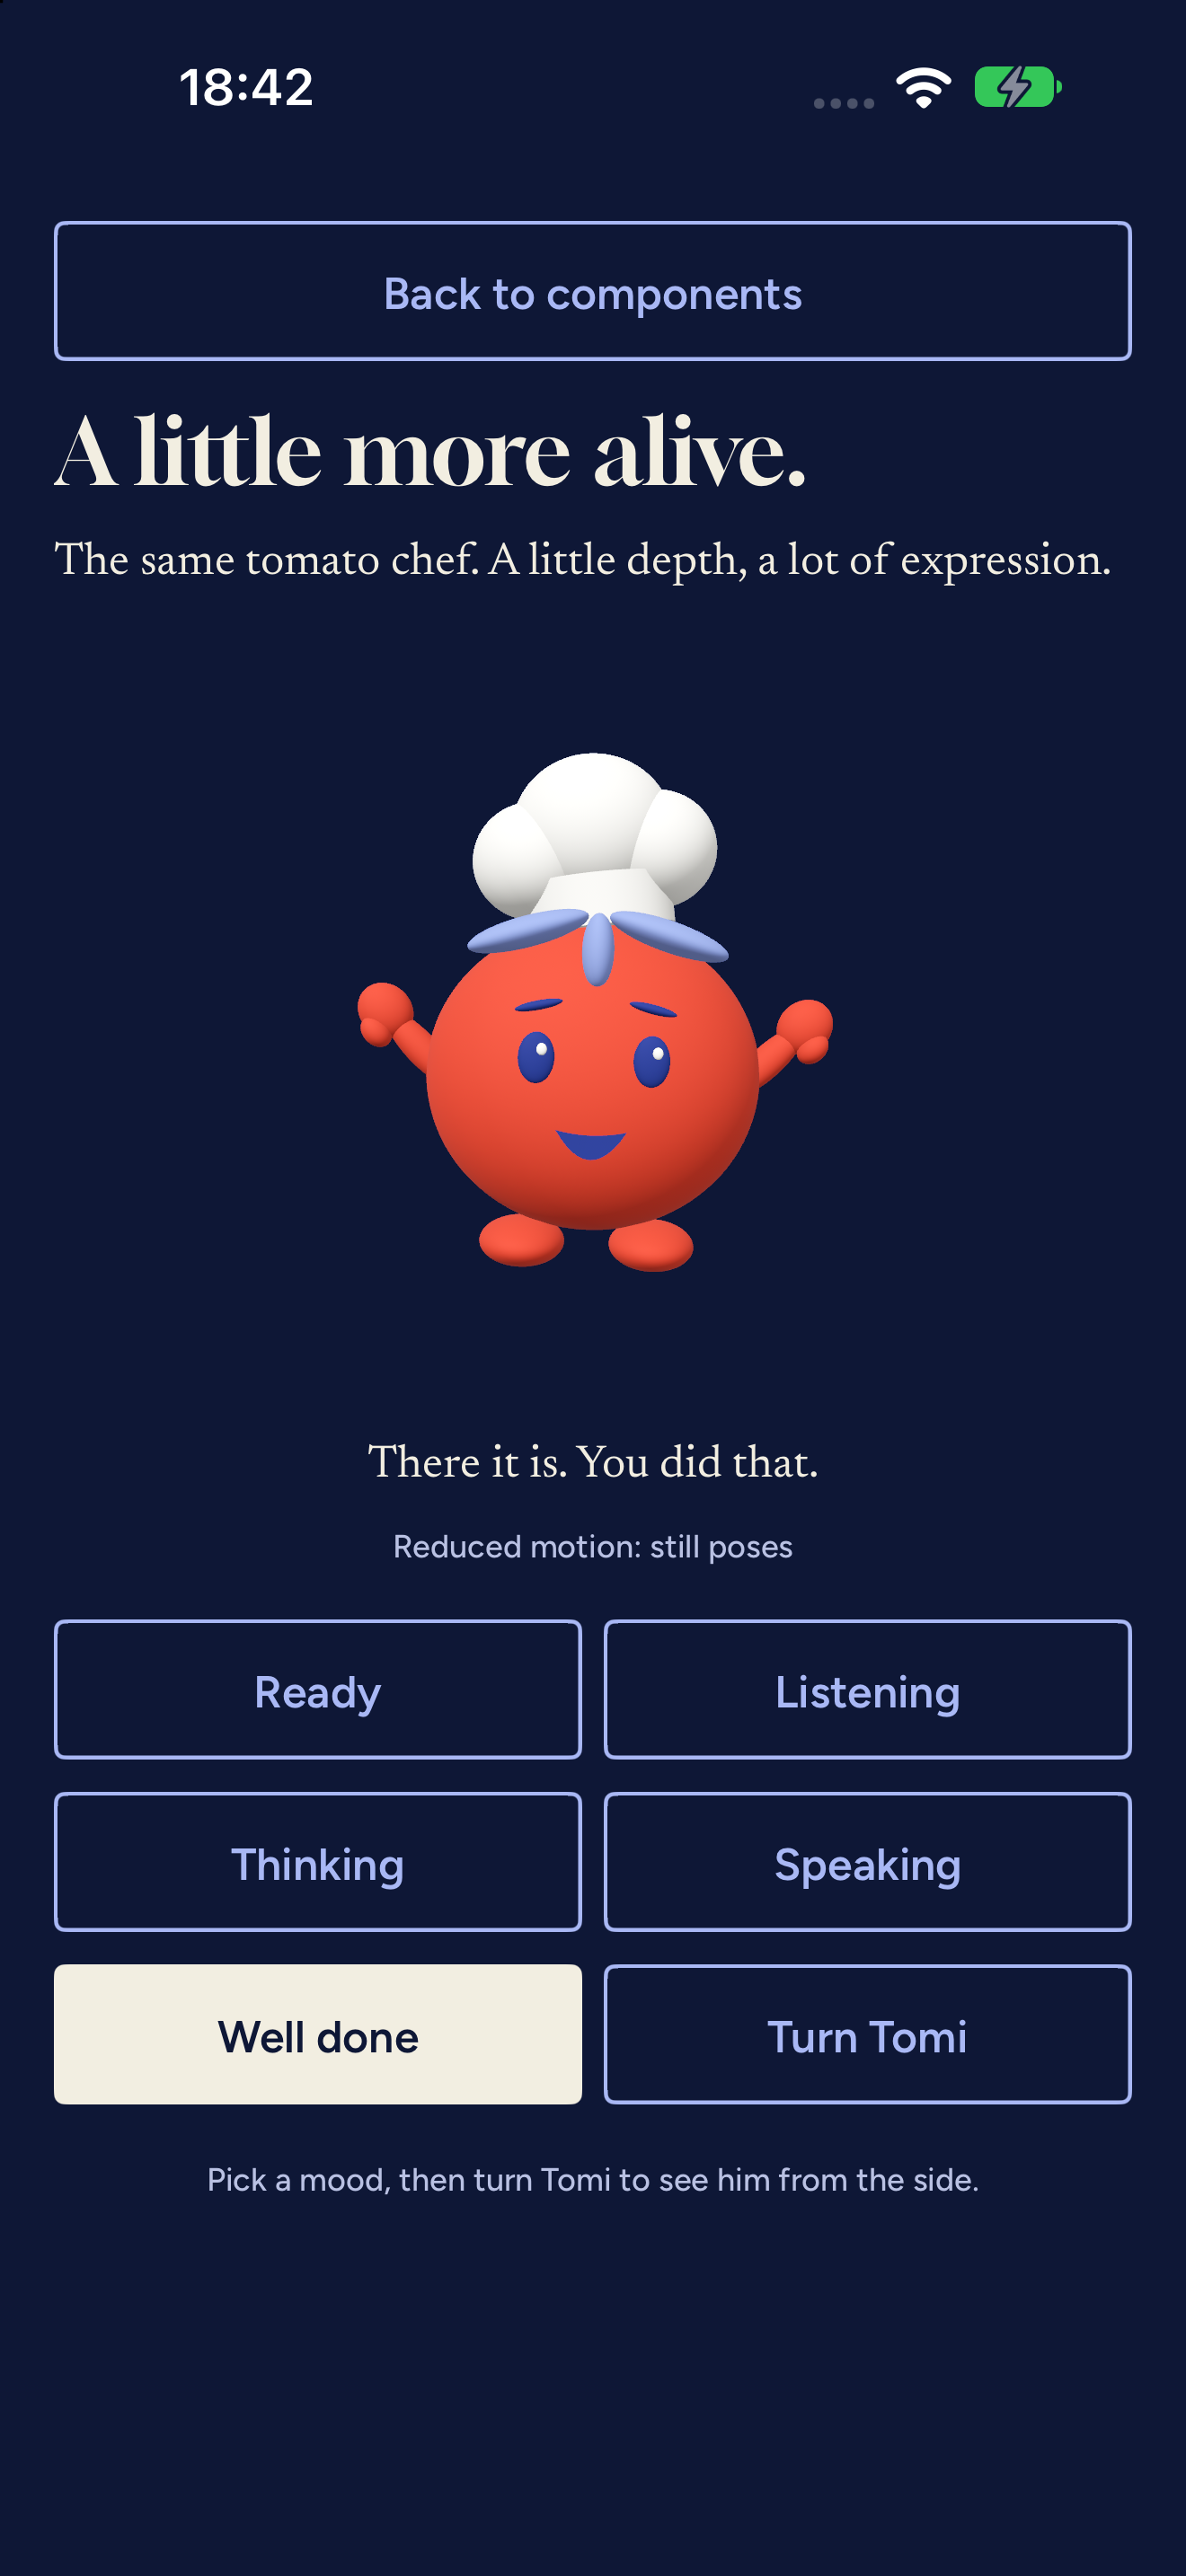 18:42
Back to components
A little more alive.
The same tomato chef. A little depth, a lot of expression.
There it is. You did that.
Reduced motion: still poses
Ready
Listening
Thinking
Speaking
Well done
Turn Tomi
Pick a mood, then turn Tomi to see him from the side.